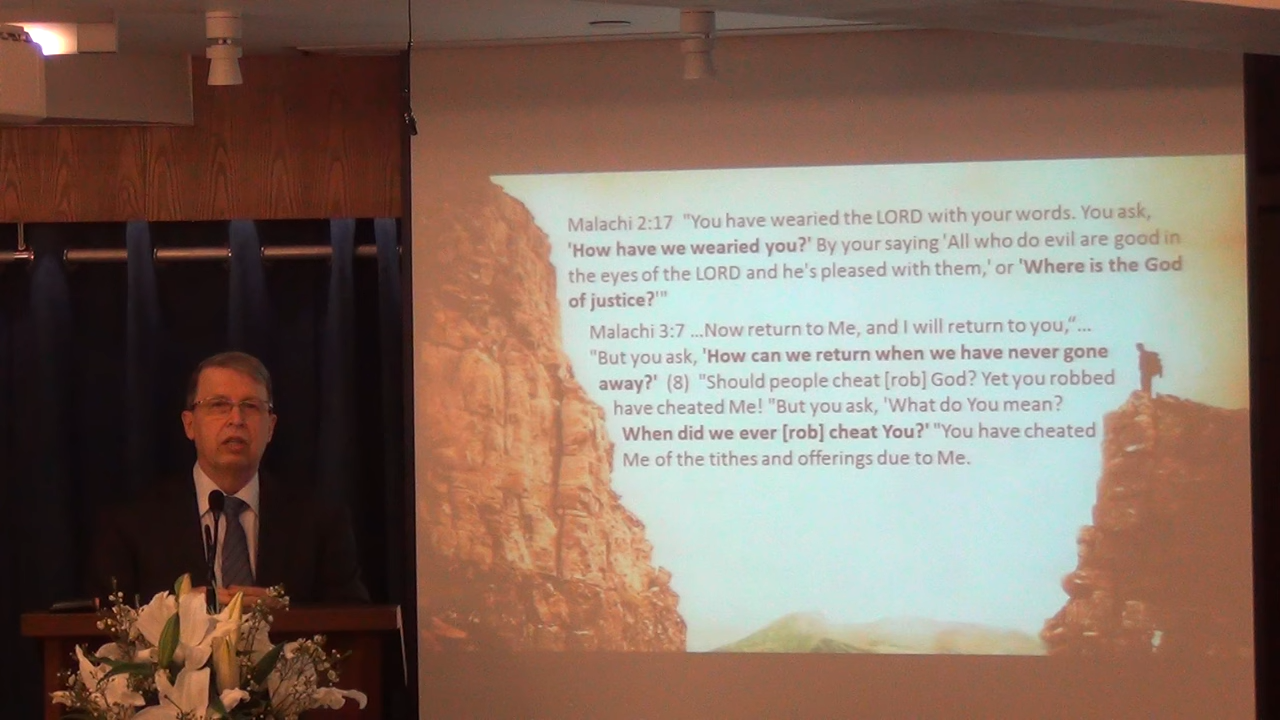 Malachi 2:17 "You have wearied the LORD with your words. You ask,
'How have we wearied you?' By your saying 'All who do evil are good in
the eyes of the LORD and he's pleased with them,' or 'Where is the God
of justice?'"
Malachi 3:7 ...Now return to Me, and I will return to you,“...
"But you ask, 'How can we return when we have never gone
away?' (8) "Should people cheat [rob] God? Yet you robbed
have cheated Me! "But you ask, 'What do You mean?
When did we ever [rob] cheat You?' "You have cheated
Me of the tithes and offerings due to Me.